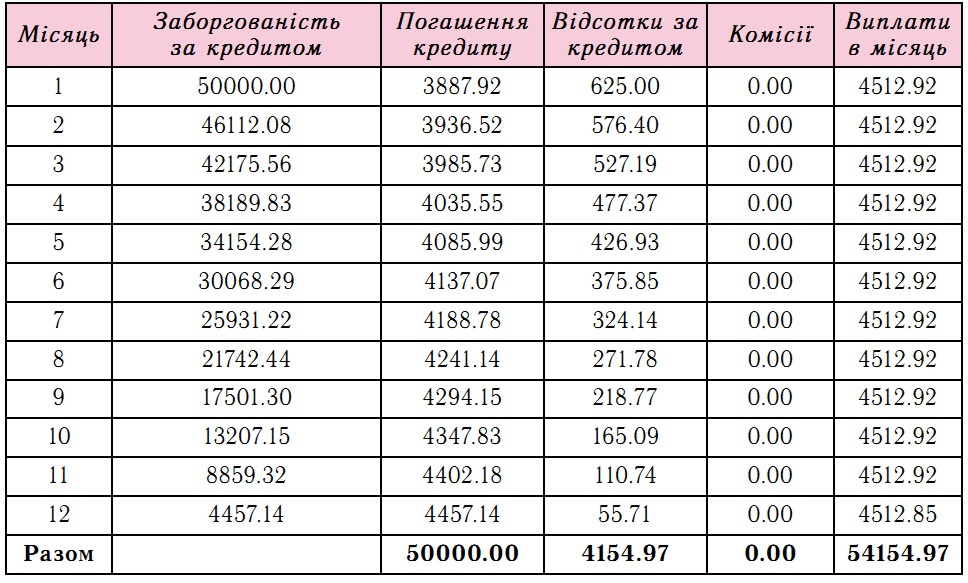 Місяць Заборгованість за кредитом Погашення кредиту Відсотки за кредитом Комісії Виплати в місяць
1 50000.00 3887.92 625.00 0.00 4512.92
2 46112.08 3936.52 576.40 0.00 4512.92
3 42175.56 3985.73 527.19 0.00 4512.92
4 38189.83 4035.55 477.37 0.00 4512.92
5 34154.28 4085.99 426.93 0.00 4512.92
6 30068.29 4137.07 375.85 0.00 4512.92
7 25931.22 4188.78 324.14 0.00 4512.92
8 21742.44 4241.14 271.78 0.00 4512.92
9 17501.30 4294.15 218.77 0.00 4512.92
10 13207.15 4347.83 165.09 0.00 4512.92
11 8859.32 4402.18 110.74 0.00 4512.92
12 4457.14 4457.14 55.71 0.00 4512.85
Разом 50000.00 4154.97 0.00 54154.97